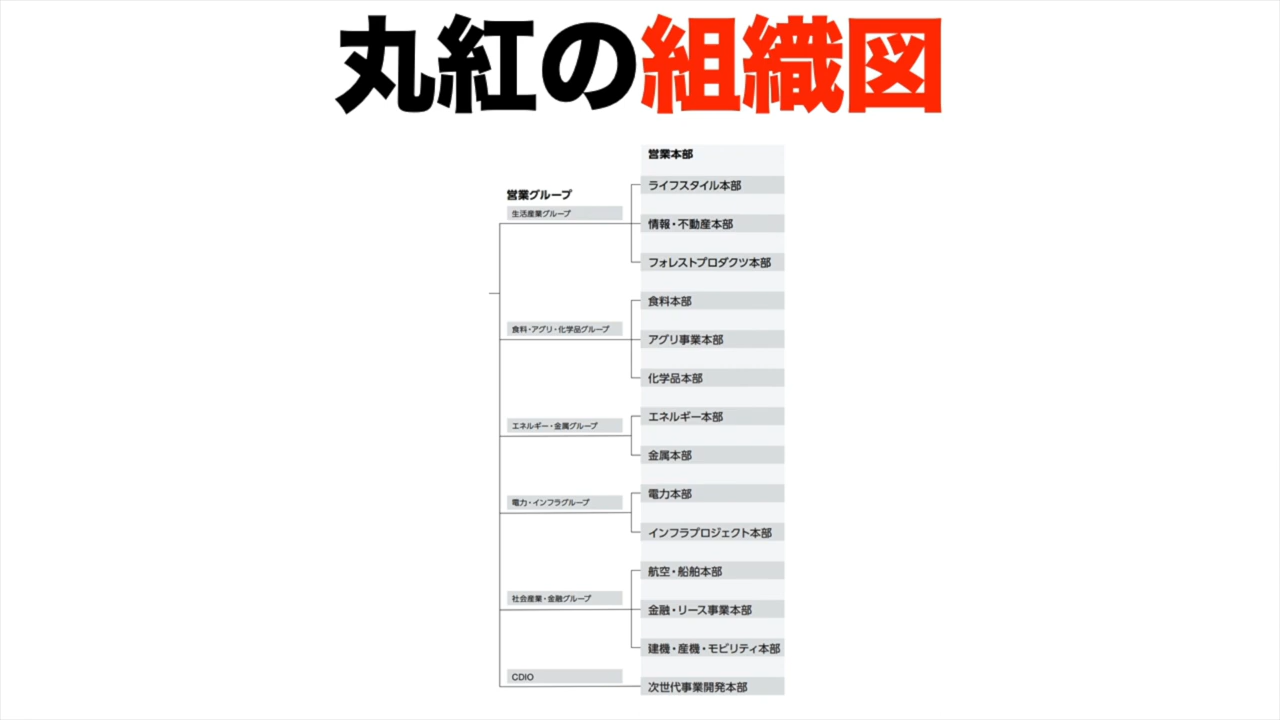 丸紅の組織図
営業本部
営業グループ
生活産業グループ
ライフスタイル本部
情報・不動産本部
フォレストプロダクツ本部
食料・アグリ・化学品グループ
食料本部
アグリ事業本部
化学品本部
エネルギー・金属グループ
エネルギー本部
金属本部
電力・インフラグループ
電力本部
インフラプロジェクト本部
社会産業・金融グループ
航空・船舶本部
金融・リース事業本部
建機・産機・モビリティ本部
CDIO
次世代事業開発本部